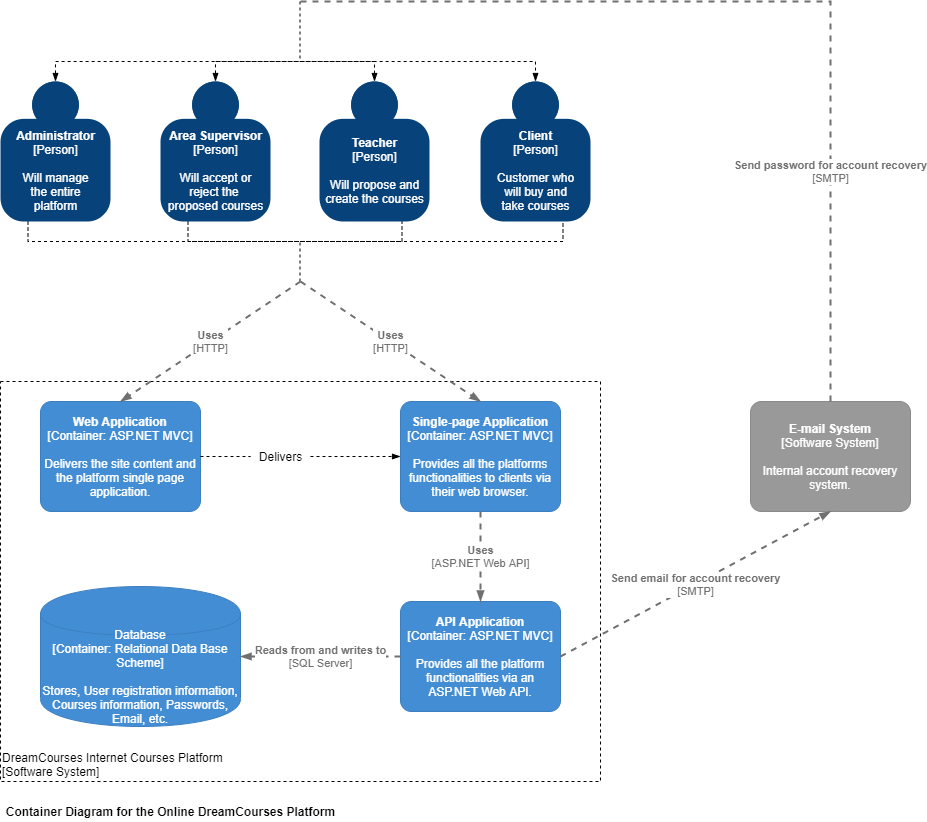 Administrator
[Person]
Will manage
the entire
platform
Area Supervisor
[Person]
Will accept or
reject the
proposed courses
Teacher
[Person]
Will propose and
create the courses
Client
[Person]
Customer who
will buy and
take courses
Send password for account recovery
[SMTP]
Uses
[HTTP]
Uses
[HTTP]
Web Application
[Container: ASP.NET MVC]
Delivers the site content and
the platform single page
application.
Delivers
Single-page Application
[Container: ASP.NET MVC]
Provides all the platforms
functionalities to clients via
their web browser.
E-mail System
[Software System]
Internal account recovery
system.
Uses
[ASP.NET Web API]
Send email for account recovery
[SMTP]
Database
[Container: Relational Data Base
Scheme]
Stores, User registration information,
Courses information, Passwords,
Email, etc.
Reads from and writes to
[SQL Server]
API Application
[Container: ASP.NET MVC]
Provides all the platform
functionalities via an
ASP.NET Web API.
DreamCourses Internet Courses Platform
[Software System]
Container Diagram for the Online DreamCourses Platform